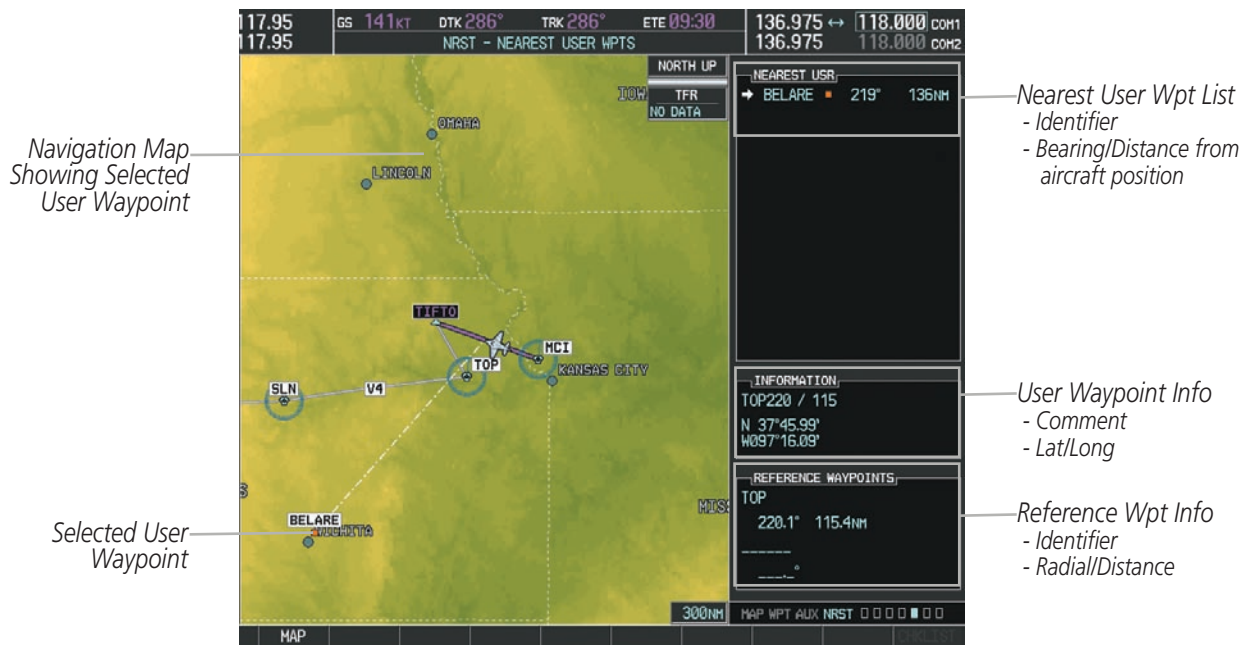 117.95
117.95
GS 141KT DTK 286° TRK 286° ETE 09:30
NRST - NEAREST USER WPTS
136.975 ↔ 118.000 COM1
136.975 118.000 COM2
NORTH UP
TFR
NO DATA
IOW
OMAHA
LINCOLN
TIFTO
MCI
TOP
KANSAS CITY
SLN
V4
S
MIS
BELARE
WICHITA
300NM
NEAREST USR
BELARE 219° 136NM
INFORMATION
TOP220 / 115
N 37°45.99'
W097°16.09'
REFERENCE WAYPOINTS
TOP
220.1° 115.4NM
______
___._°
MAP WPT AUX NRST
MAP
CHKLIST
Navigation Map
Showing Selected
User Waypoint
Selected User
Waypoint
Nearest User Wpt List
- Identifier
- Bearing/Distance from
aircraft position
User Waypoint Info
- Comment
- Lat/Long
Reference Wpt Info
- Identifier
- Radial/Distance